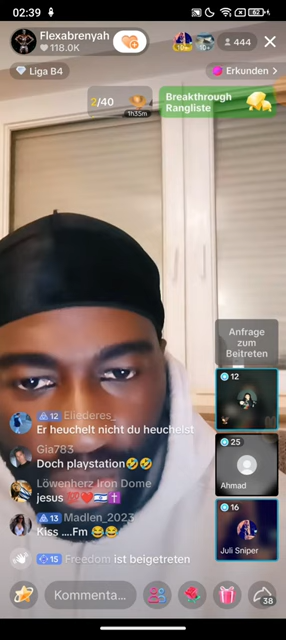 02:39
62
Flexabrenyah
118.0K
444
Liga B4
Erkunden >
2/40
1h35m
Breakthrough
Rangliste
Anfrage
zum
Beitreten
12
12 Eliederes_
Er heuchelt nicht du heuchelst
Gia783
Doch playstation🤣🤣
25
Ahmad
Löwenherz Iron Dome
jesus 💯❤️🇮🇱✝️
16
Juli Sniper
13 Madlen_2023
Kiss ....Fm 😂😂
15 Freedom ist beigetreten
Kommenta...
38